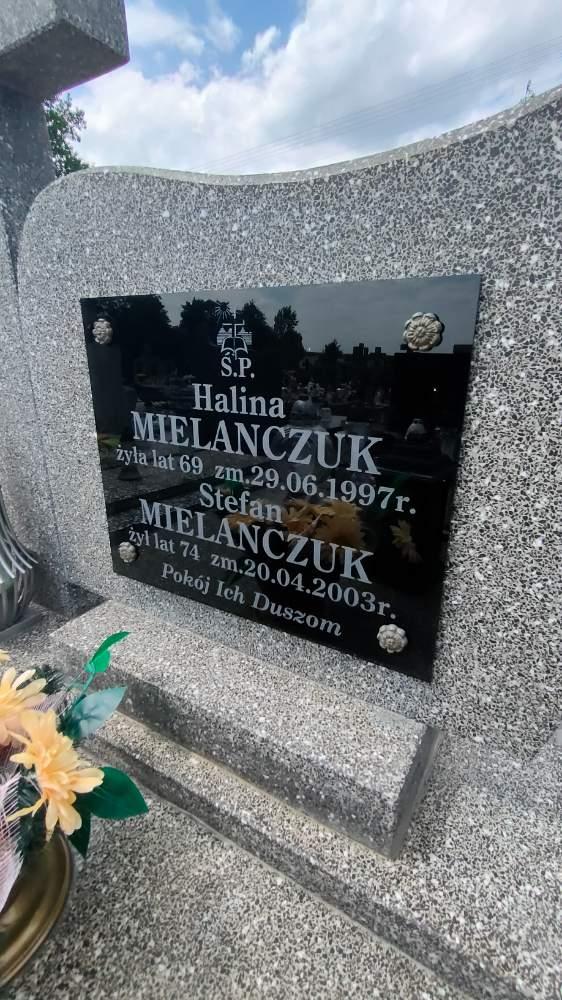 Ś.P.
Halina
MIELANCZUK
żyła lat 69 zm.29.06.1997r.
Stefan
MIELANCZUK
żył lat 74 zm.20.04.2003r.
Pokój Ich Duszom